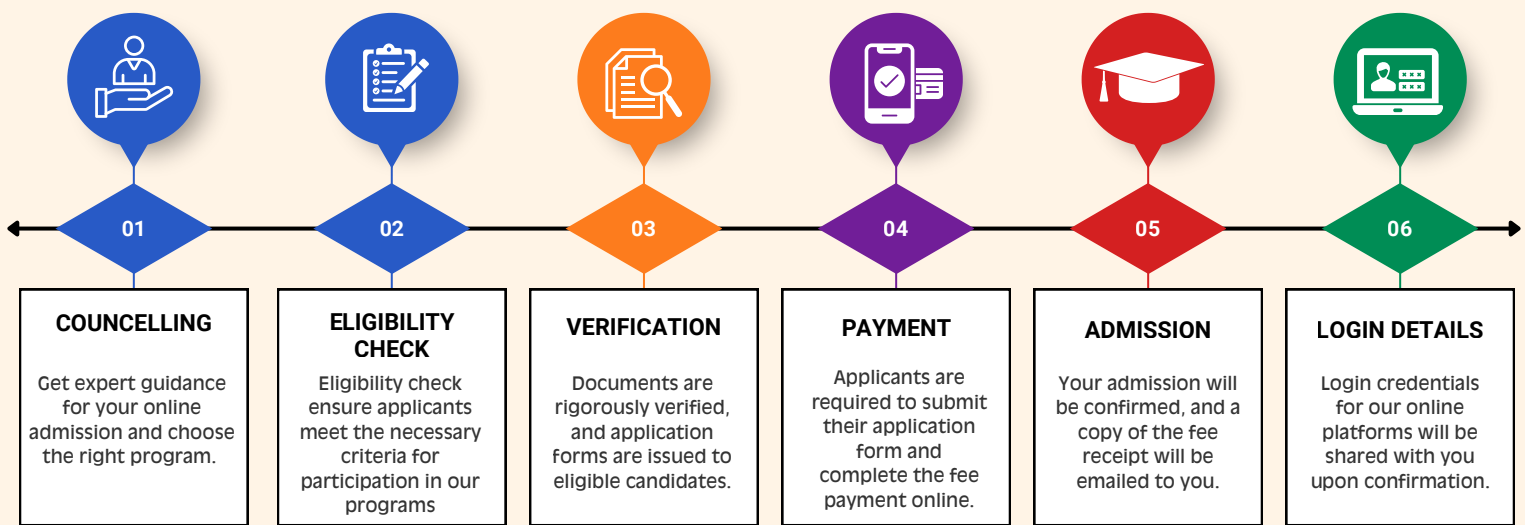 01
COUNCELLING
Get expert guidance
for your online
admission and choose
the right program.
02
ELIGIBILITY
CHECK
Eligibility check
ensure applicants
meet the necessary
criteria for
participation in our
programs
03
VERIFICATION
Documents are
rigorously verified,
and application
forms are issued to
eligible candidates.
04
PAYMENT
Applicants are
required to submit
their application
form and
complete the fee
payment online.
05
ADMISSION
Your admission will
be confirmed, and a
copy of the fee
receipt will be
emailed to you.
06
LOGIN DETAILS
Login credentials
for our online
platforms will be
shared with you
upon confirmation.